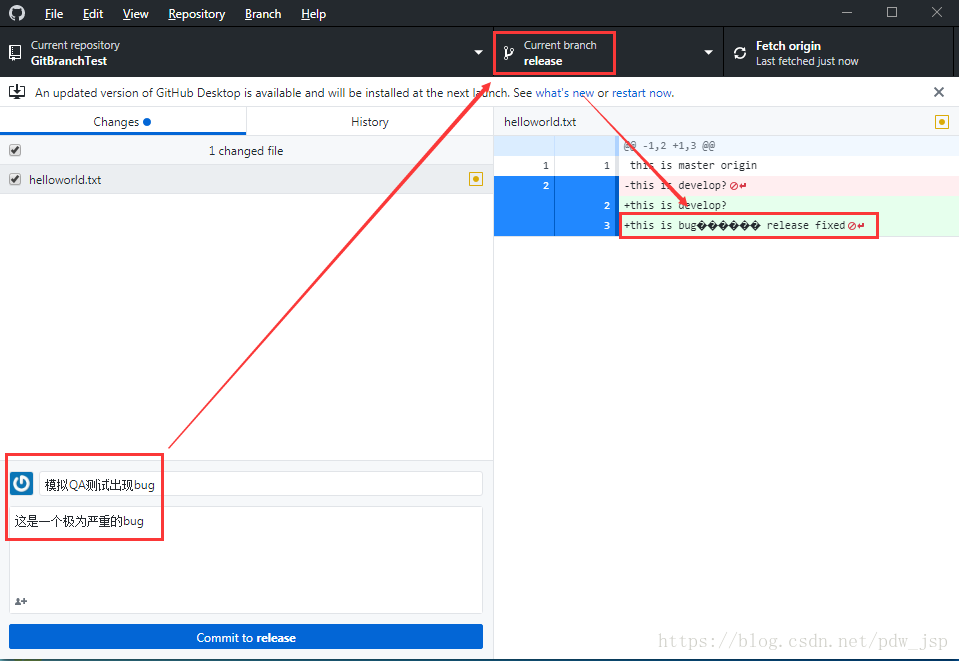 File Edit View Repository Branch Help
Current repository
GitBranchTest
Current branch
release
Fetch origin
Last fetched just now
An updated version of GitHub Desktop is available and will be installed at the next launch. See what's new or restart now.
Changes
History
1 changed file
helloworld.txt
helloworld.txt
@@ -1,2 +1,3 @@
1 1 this is master origin
2 -this is develop?
2 +this is develop?
3 +this is bug������ release fixed
模拟QA测试出现bug
这是一个极为严重的bug
Commit to release
https://blog.csdn.net/pdw_jsp